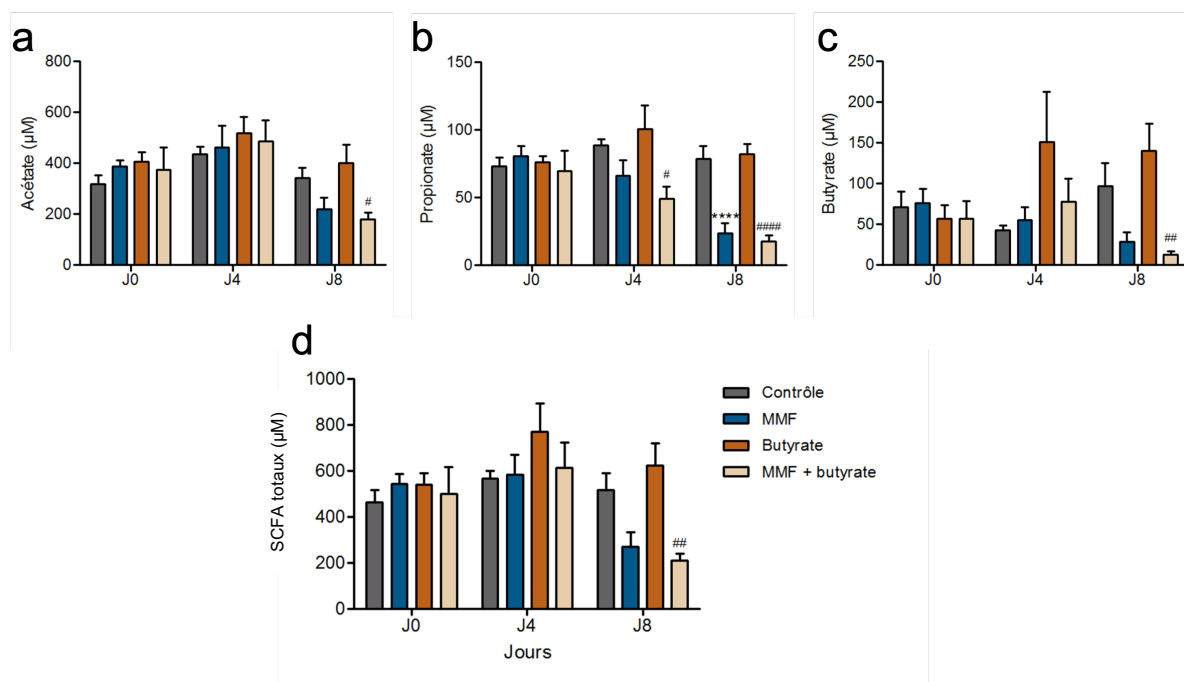 a
800
600
400
200
0
Acétate (µM)
#
J0 J4 J8
b
150
100
50
0
Propionate (µM)
#
****
####
J0 J4 J8
c
250
200
150
100
50
0
Butyrate (µM)
##
J0 J4 J8
d
1000
800
600
400
200
0
SCFA totaux (µM)
##
J0 J4 J8
Jours
Contrôle
MMF
Butyrate
MMF + butyrate